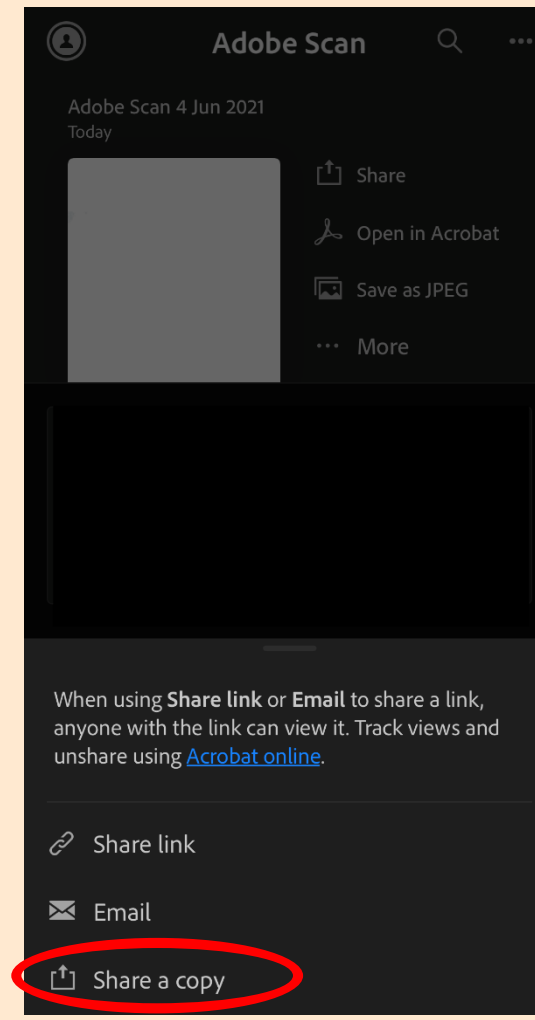 Adobe Scan
Adobe Scan 4 Jun 2021
Today
Share
Open in Acrobat
Save as JPEG
More
When using Share link or Email to share a link,
anyone with the link can view it. Track views and
unshare using Acrobat online.
Share link
Email
Share a copy